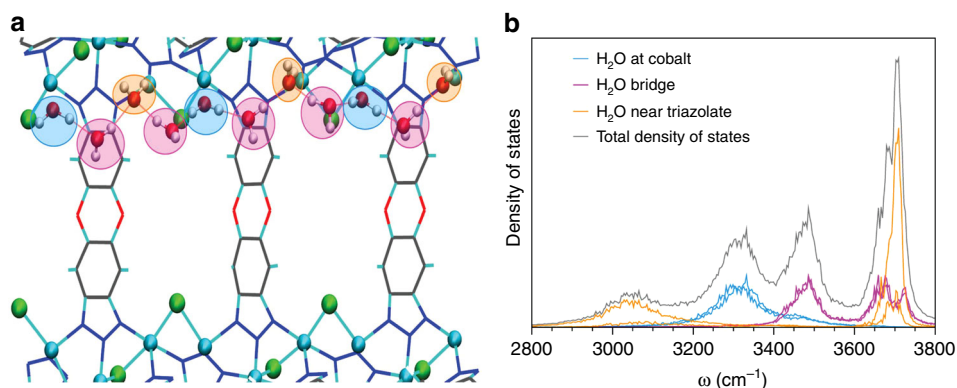 a
b
H₂O at cobalt
H₂O bridge
H₂O near triazolate
Total density of states
Density of states
2800 3000 3200 3400 3600 3800
ω (cm⁻¹)